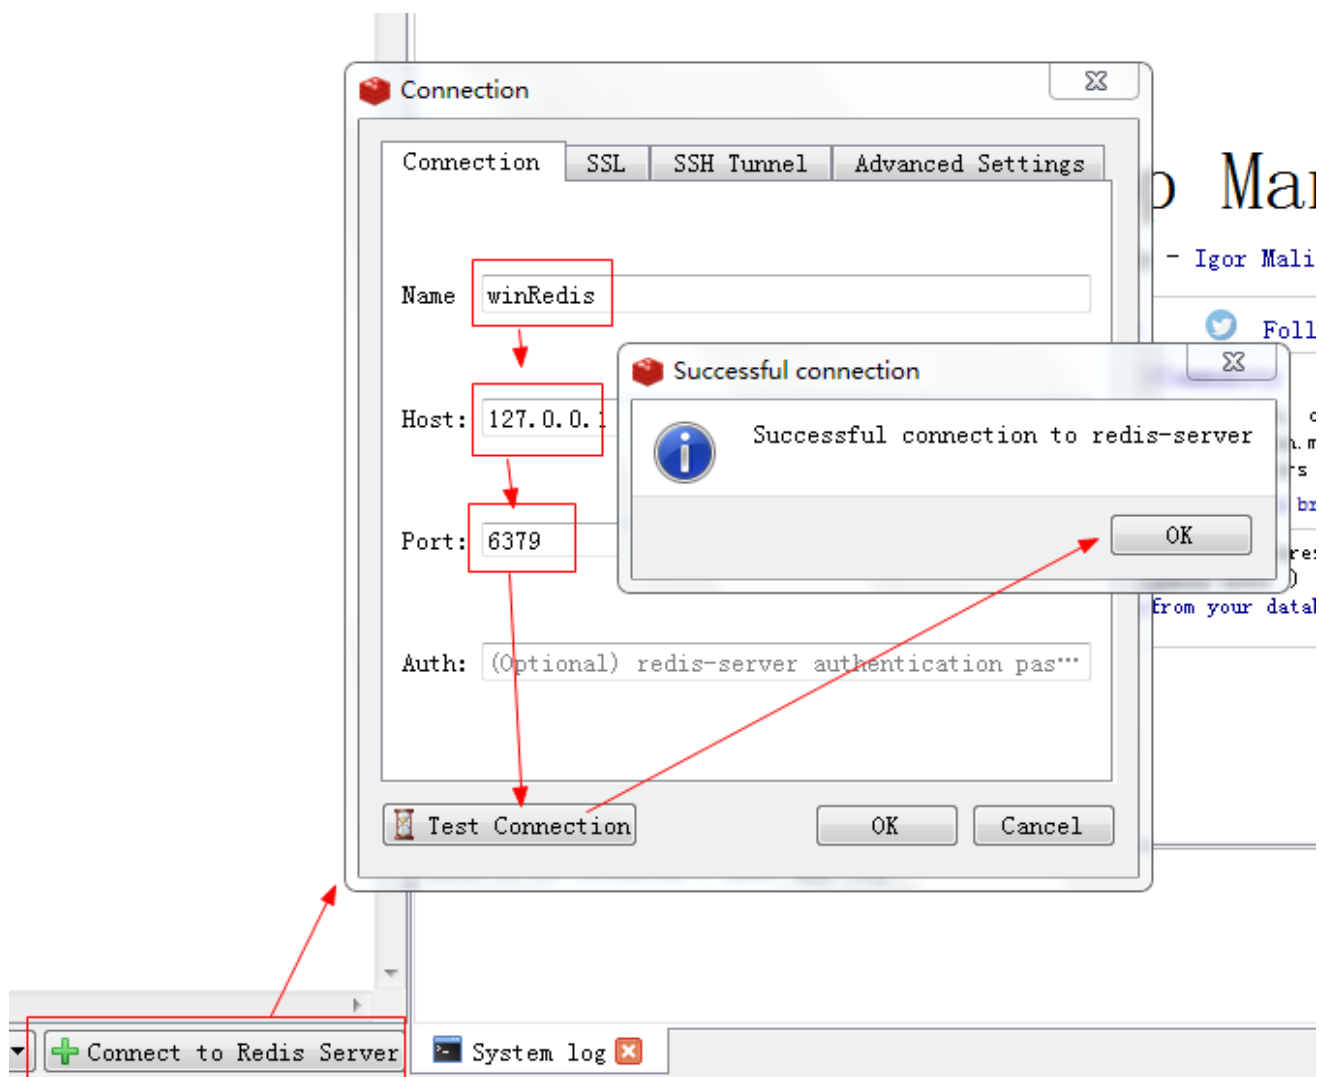 Connection
Connection SSL SSH Tunnel Advanced Settings
Man
- Igor Mali
Name winRedis
Foll
Successful connection
Host: 127.0.0.1
Successful connection to redis-server
Port: 6379
OK
from your data
Auth: (Optional) redis-server authentication pas…
Test Connection OK Cancel
Connect to Redis Server
System log